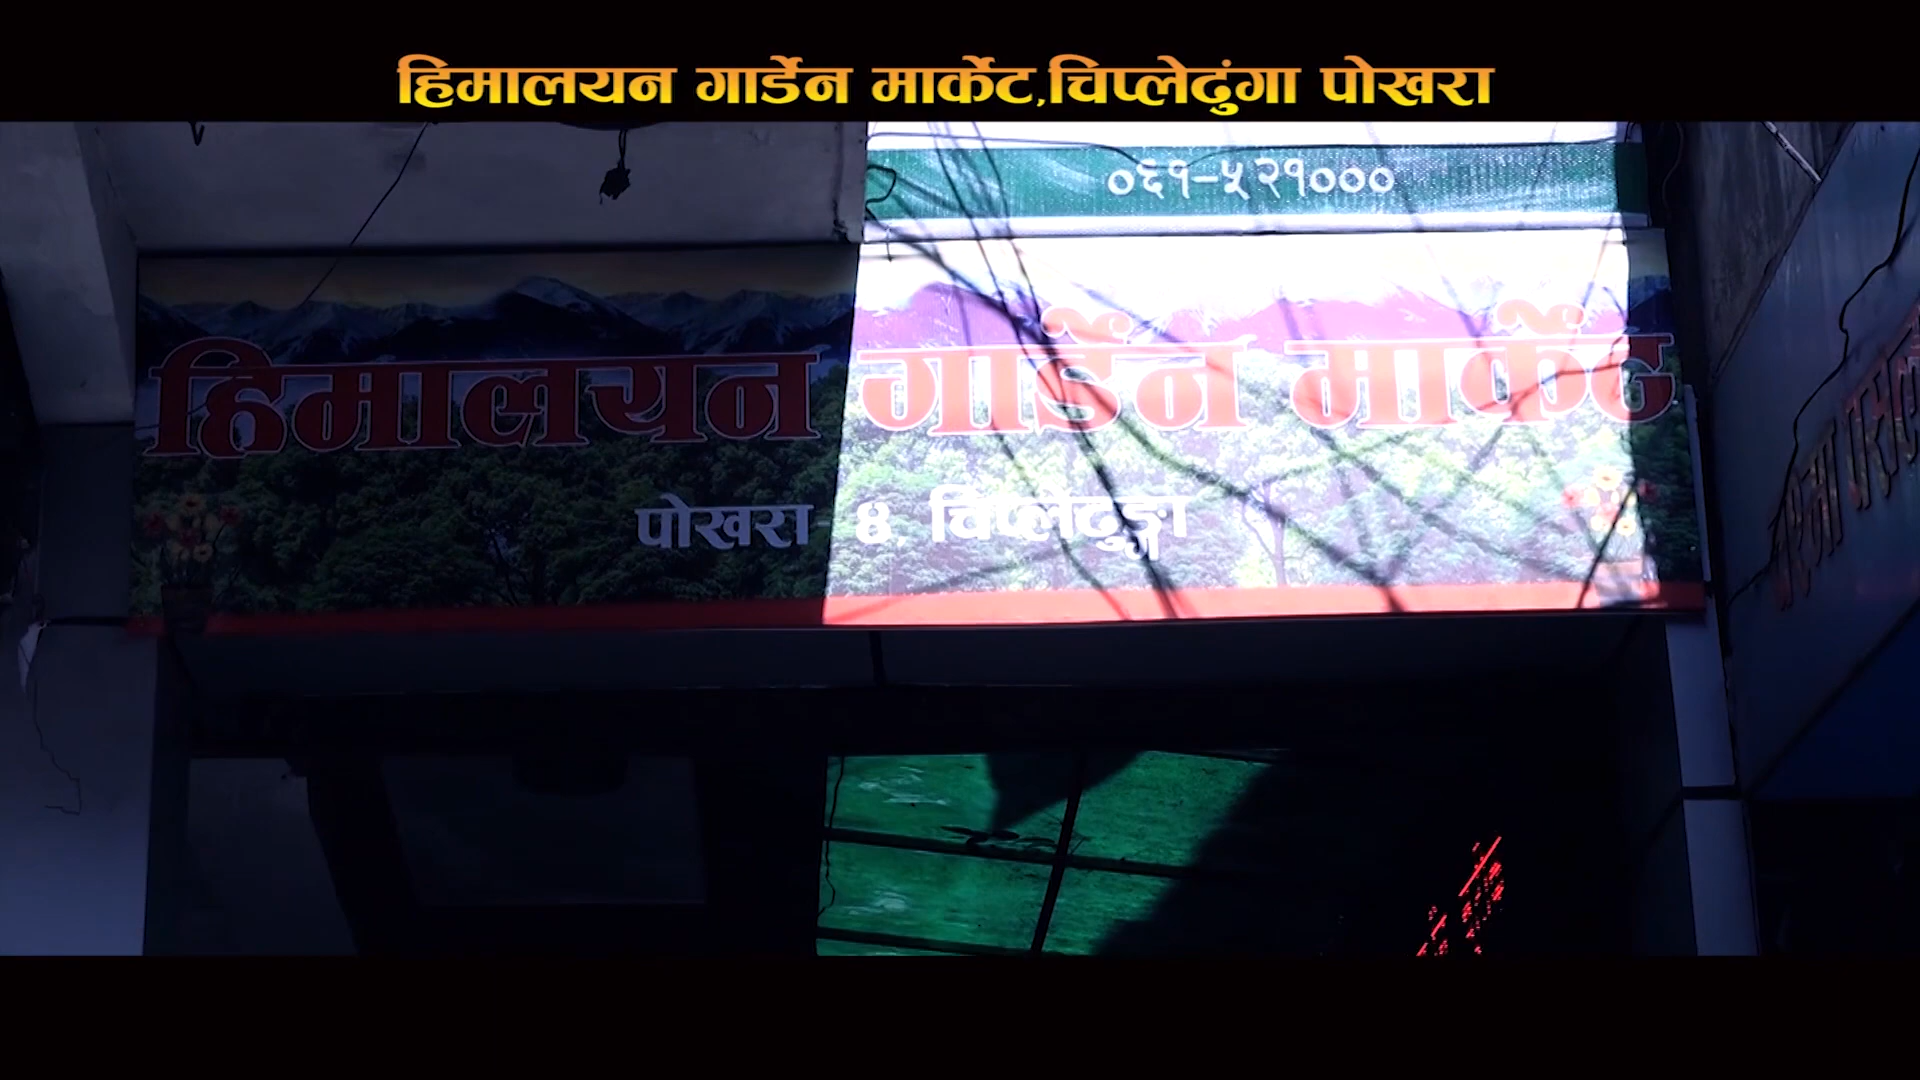 हिमालयन गार्डेन मार्केट,चिप्लेढुंगा पोखरा
०६१-५२१०००
हिमालयन गार्डेन मार्केट
पोखरा - ४, चिप्लेढुङ्गा